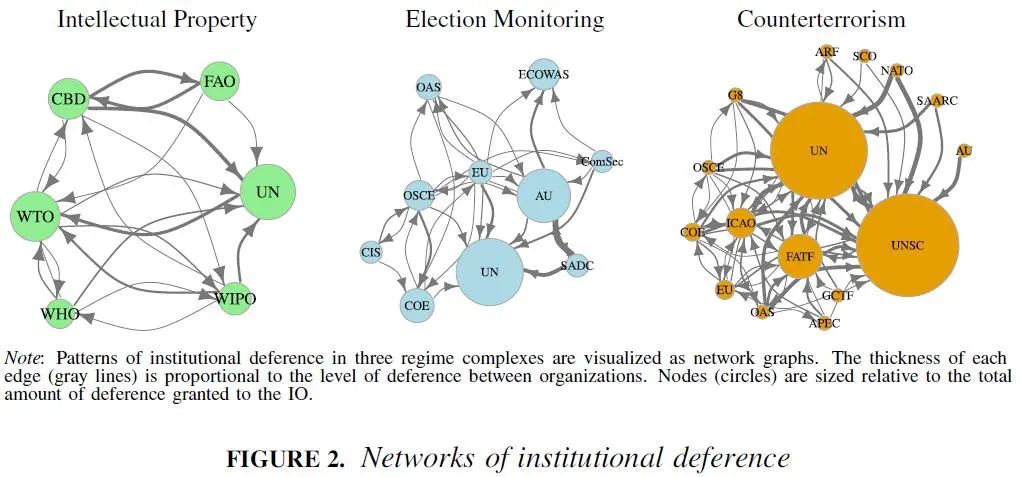 Intellectual Property
Election Monitoring
Counterterrorism
CBD
FAO
WTO
UN
WHO
WIPO
OAS
ECOWAS
EU
ComSec
OSCE
AU
CIS
UN
SADC
COE
ARF
SCO
NATO
G8
SAARC
UN
AU
OSCE
ICAO
COE
UNSC
FATF
EU
GCTF
OAS
APEC
Note: Patterns of institutional deference in three regime complexes are visualized as network graphs. The thickness of each
edge (gray lines) is proportional to the level of deference between organizations. Nodes (circles) are sized relative to the total
amount of deference granted to the IO.
FIGURE 2. Networks of institutional deference